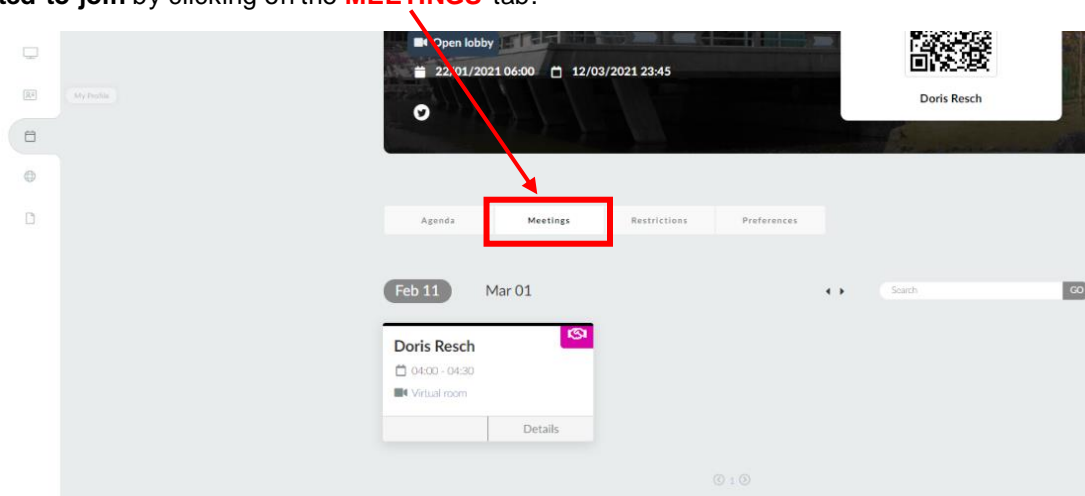 ted to join by clicking on the MEETINGS tab.
Open lobby
22/01/2021 06:00 12/03/2021 23:45
Doris Resch
My Profile
Agenda Meetings Restrictions Preferences
Feb 11 Mar 01 Search GO
Doris Resch
04:00 - 04:30
Virtual room
Details
1